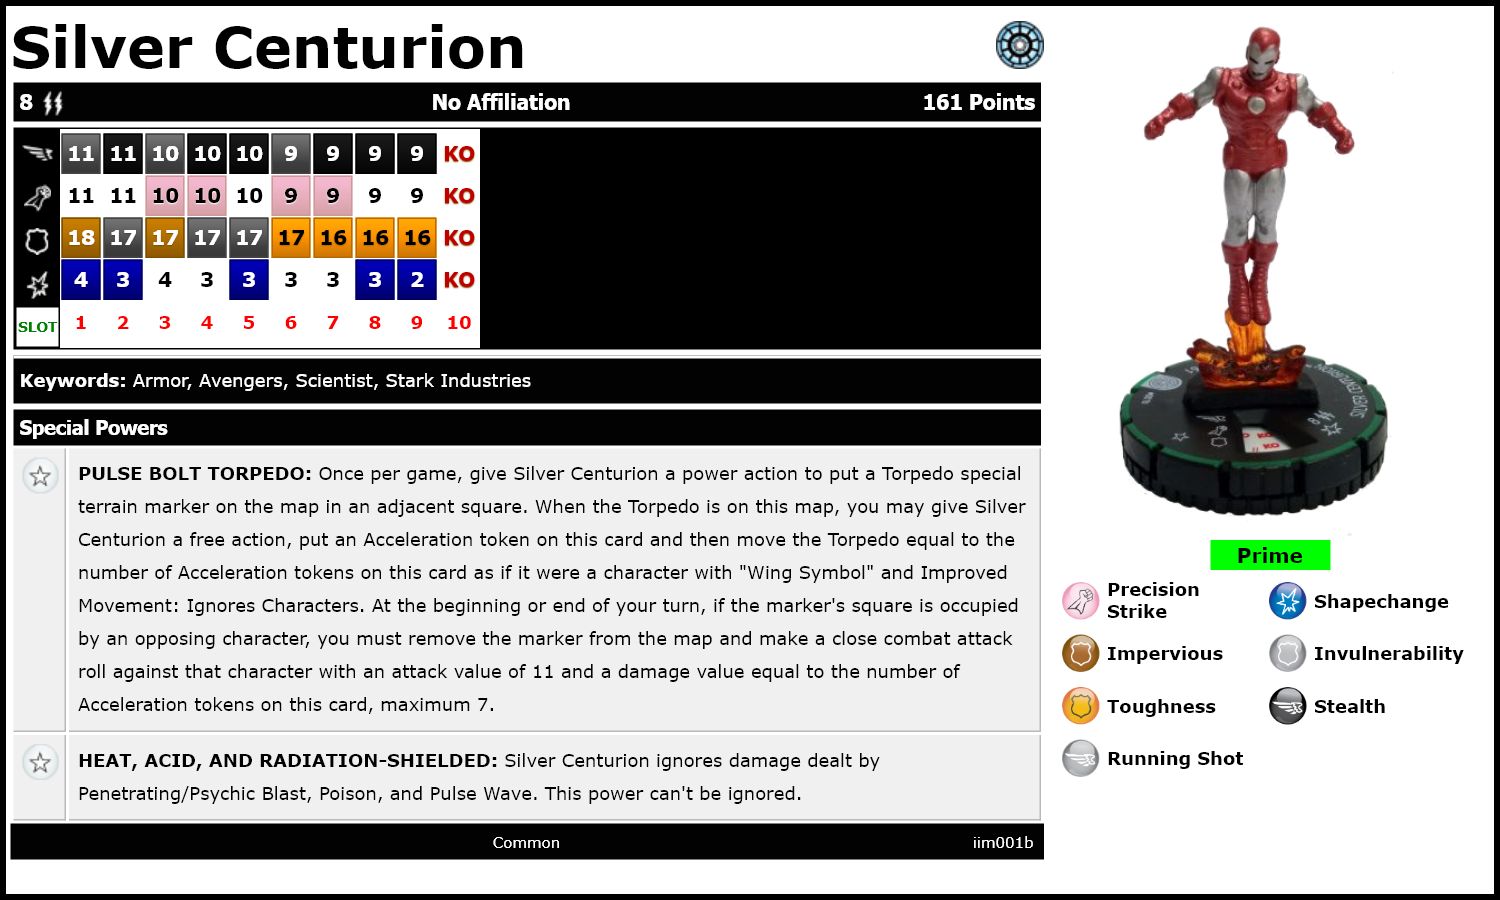 Silver Centurion
8 No Affiliation 161 Points
11 11 10 10 10 9 9 9 9 KO
11 11 10 10 10 9 9 9 9 KO
18 17 17 17 17 17 16 16 16 KO
4 3 4 3 3 3 3 3 2 KO
SLOT 1 2 3 4 5 6 7 8 9 10
Keywords: Armor, Avengers, Scientist, Stark Industries
Special Powers
PULSE BOLT TORPEDO: Once per game, give Silver Centurion a power action to put a Torpedo special
terrain marker on the map in an adjacent square. When the Torpedo is on this map, you may give Silver
Centurion a free action, put an Acceleration token on this card and then move the Torpedo equal to the
number of Acceleration tokens on this card as if it were a character with "Wing Symbol" and Improved
Movement: Ignores Characters. At the beginning or end of your turn, if the marker's square is occupied
by an opposing character, you must remove the marker from the map and make a close combat attack
roll against that character with an attack value of 11 and a damage value equal to the number of
Acceleration tokens on this card, maximum 7.
HEAT, ACID, AND RADIATION-SHIELDED: Silver Centurion ignores damage dealt by
Penetrating/Psychic Blast, Poison, and Pulse Wave. This power can't be ignored.
Common iim001b
SILVER CENTURION
KO
KO
Prime
Precision
Strike
Shapechange
Impervious
Invulnerability
Toughness
Stealth
Running Shot